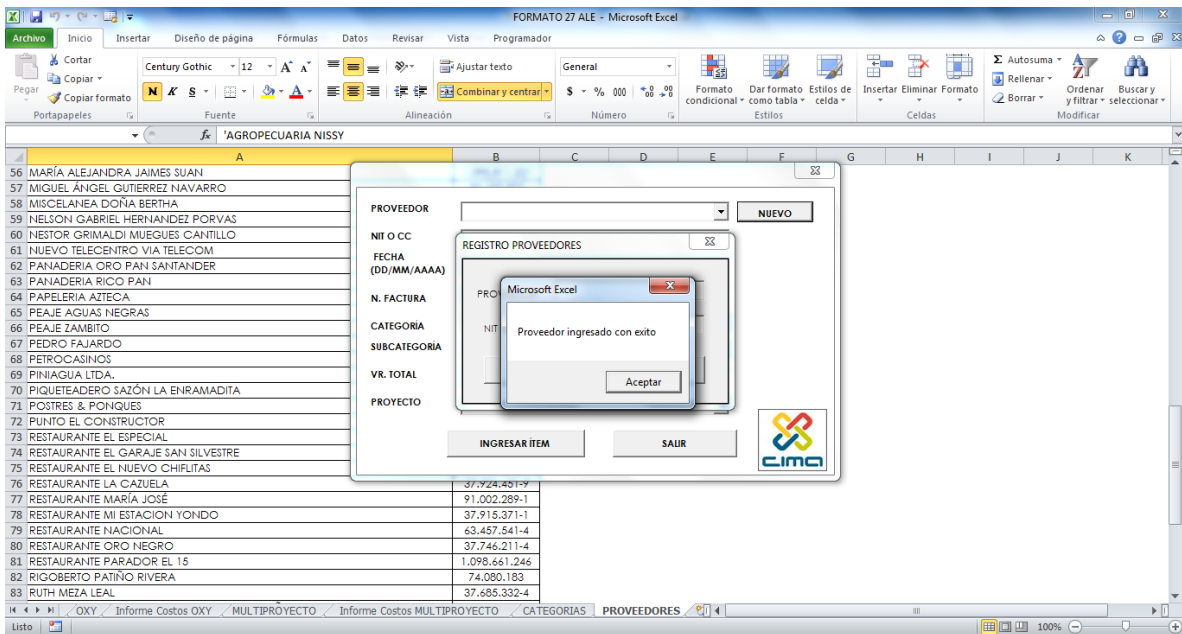 FORMATO 27 ALE - Microsoft Excel
Archivo Inicio Insertar Diseño de página Fórmulas Datos Revisar Vista Programador
Pegar
Cortar
Copiar
Copiar formato
Portapapeles
Century Gothic 12
N K S
Fuente
Ajustar texto
Combinar y centrar
Alineación
General
$ % 000
Número
Formato condicional
Dar formato como tabla
Estilos de celda
Estilos
Insertar Eliminar Formato
Celdas
Σ Autosuma
Rellenar
Borrar
Ordenar y filtrar
Buscar y seleccionar
Modificar
fx 'AGROPECUARIA NISSY
A B C D E F G H I J K
56 MARÍA ALEJANDRA JAIMES SUAN
57 MIGUEL ÁNGEL GUTIERREZ NAVARRO
58 MISCELANEA DOÑA BERTHA
59 NELSON GABRIEL HERNANDEZ PORVAS
60 NESTOR GRIMALDI MUEGUES CANTILLO
61 NUEVO TELECENTRO VIA TELECOM
62 PANADERIA ORO PAN SANTANDER
63 PANADERIA RICO PAN
64 PAPELERIA AZTECA
65 PEAJE AGUAS NEGRAS
66 PEAJE ZAMBITO
67 PEDRO FAJARDO
68 PETROCASINOS
69 PINIAGUA LTDA.
70 PIQUETEADERO SAZÓN LA ENRAMADITA
71 POSTRES & PONQUES
72 PUNTO EL CONSTRUCTOR
73 RESTAURANTE EL ESPECIAL
74 RESTAURANTE EL GARAJE SAN SILVESTRE
75 RESTAURANTE EL NUEVO CHIFLITAS
76 RESTAURANTE LA CAZUELA 37.924.451-9
77 RESTAURANTE MARÍA JOSÉ 91.002.289-1
78 RESTAURANTE MI ESTACION YONDO 37.915.371-1
79 RESTAURANTE NACIONAL 63.457.541-4
80 RESTAURANTE ORO NEGRO 37.746.211-4
81 RESTAURANTE PARADOR EL 15 1.098.661.246
82 RIGOBERTO PATIÑO RIVERA 74.080.183
83 RUTH MEZA LEAL 37.685.332-4
PROVEEDOR
NUEVO
NIT O CC
FECHA
(DD/MM/AAAA)
N. FACTURA
CATEGORÍA
SUBCATEGORÍA
VR. TOTAL
PROYECTO
INGRESAR ÍTEM
SALIR
cima
REGISTRO PROVEEDORES
PROV
NIT
Microsoft Excel
Proveedor ingresado con exito
Aceptar
OXY Informe Costos OXY MULTIPROYECTO Informe Costos MULTIPROYECTO CATEGORIAS PROVEEDORES
Listo
100%